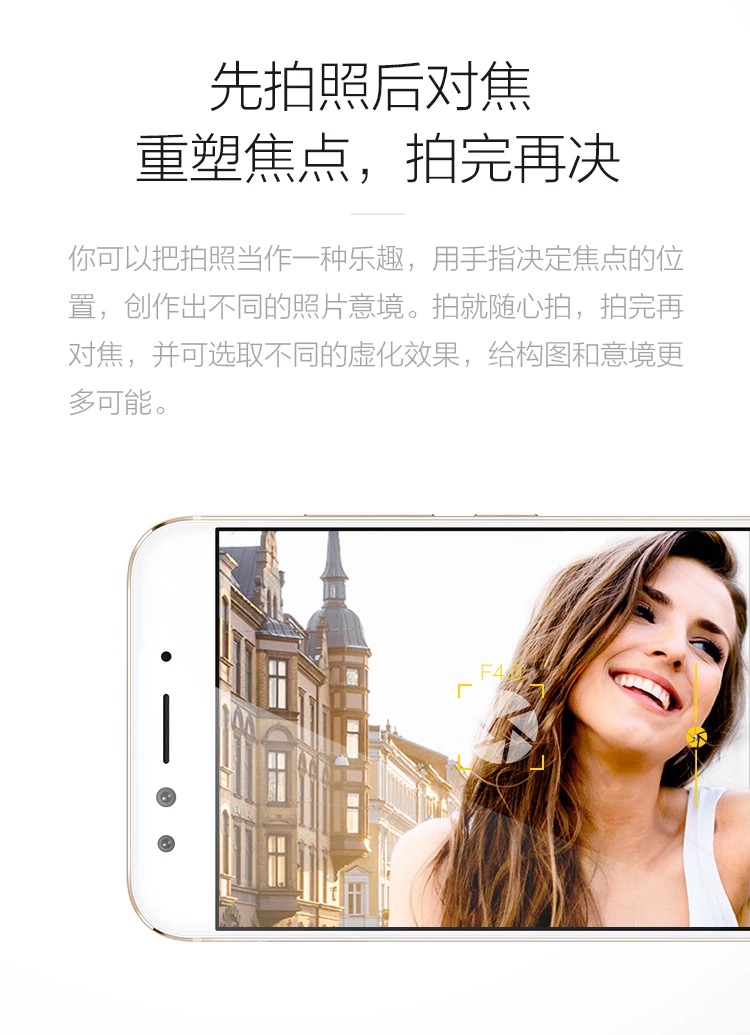 先拍照后对焦
重塑焦点，拍完再决
你可以把拍照当作一种乐趣，用手指决定焦点的位
置，创作出不同的照片意境。拍就随心拍，拍完再
对焦，并可选取不同的虚化效果，给构图和意境更
多可能。
F4.0